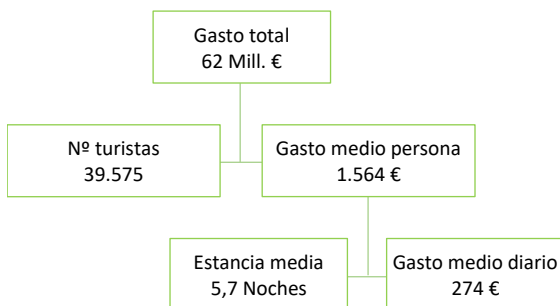 Gasto total
62 Mill. €
Nº turistas
39.575
Gasto medio persona
1.564 €
Estancia media
5,7 Noches
Gasto medio diario
274 €